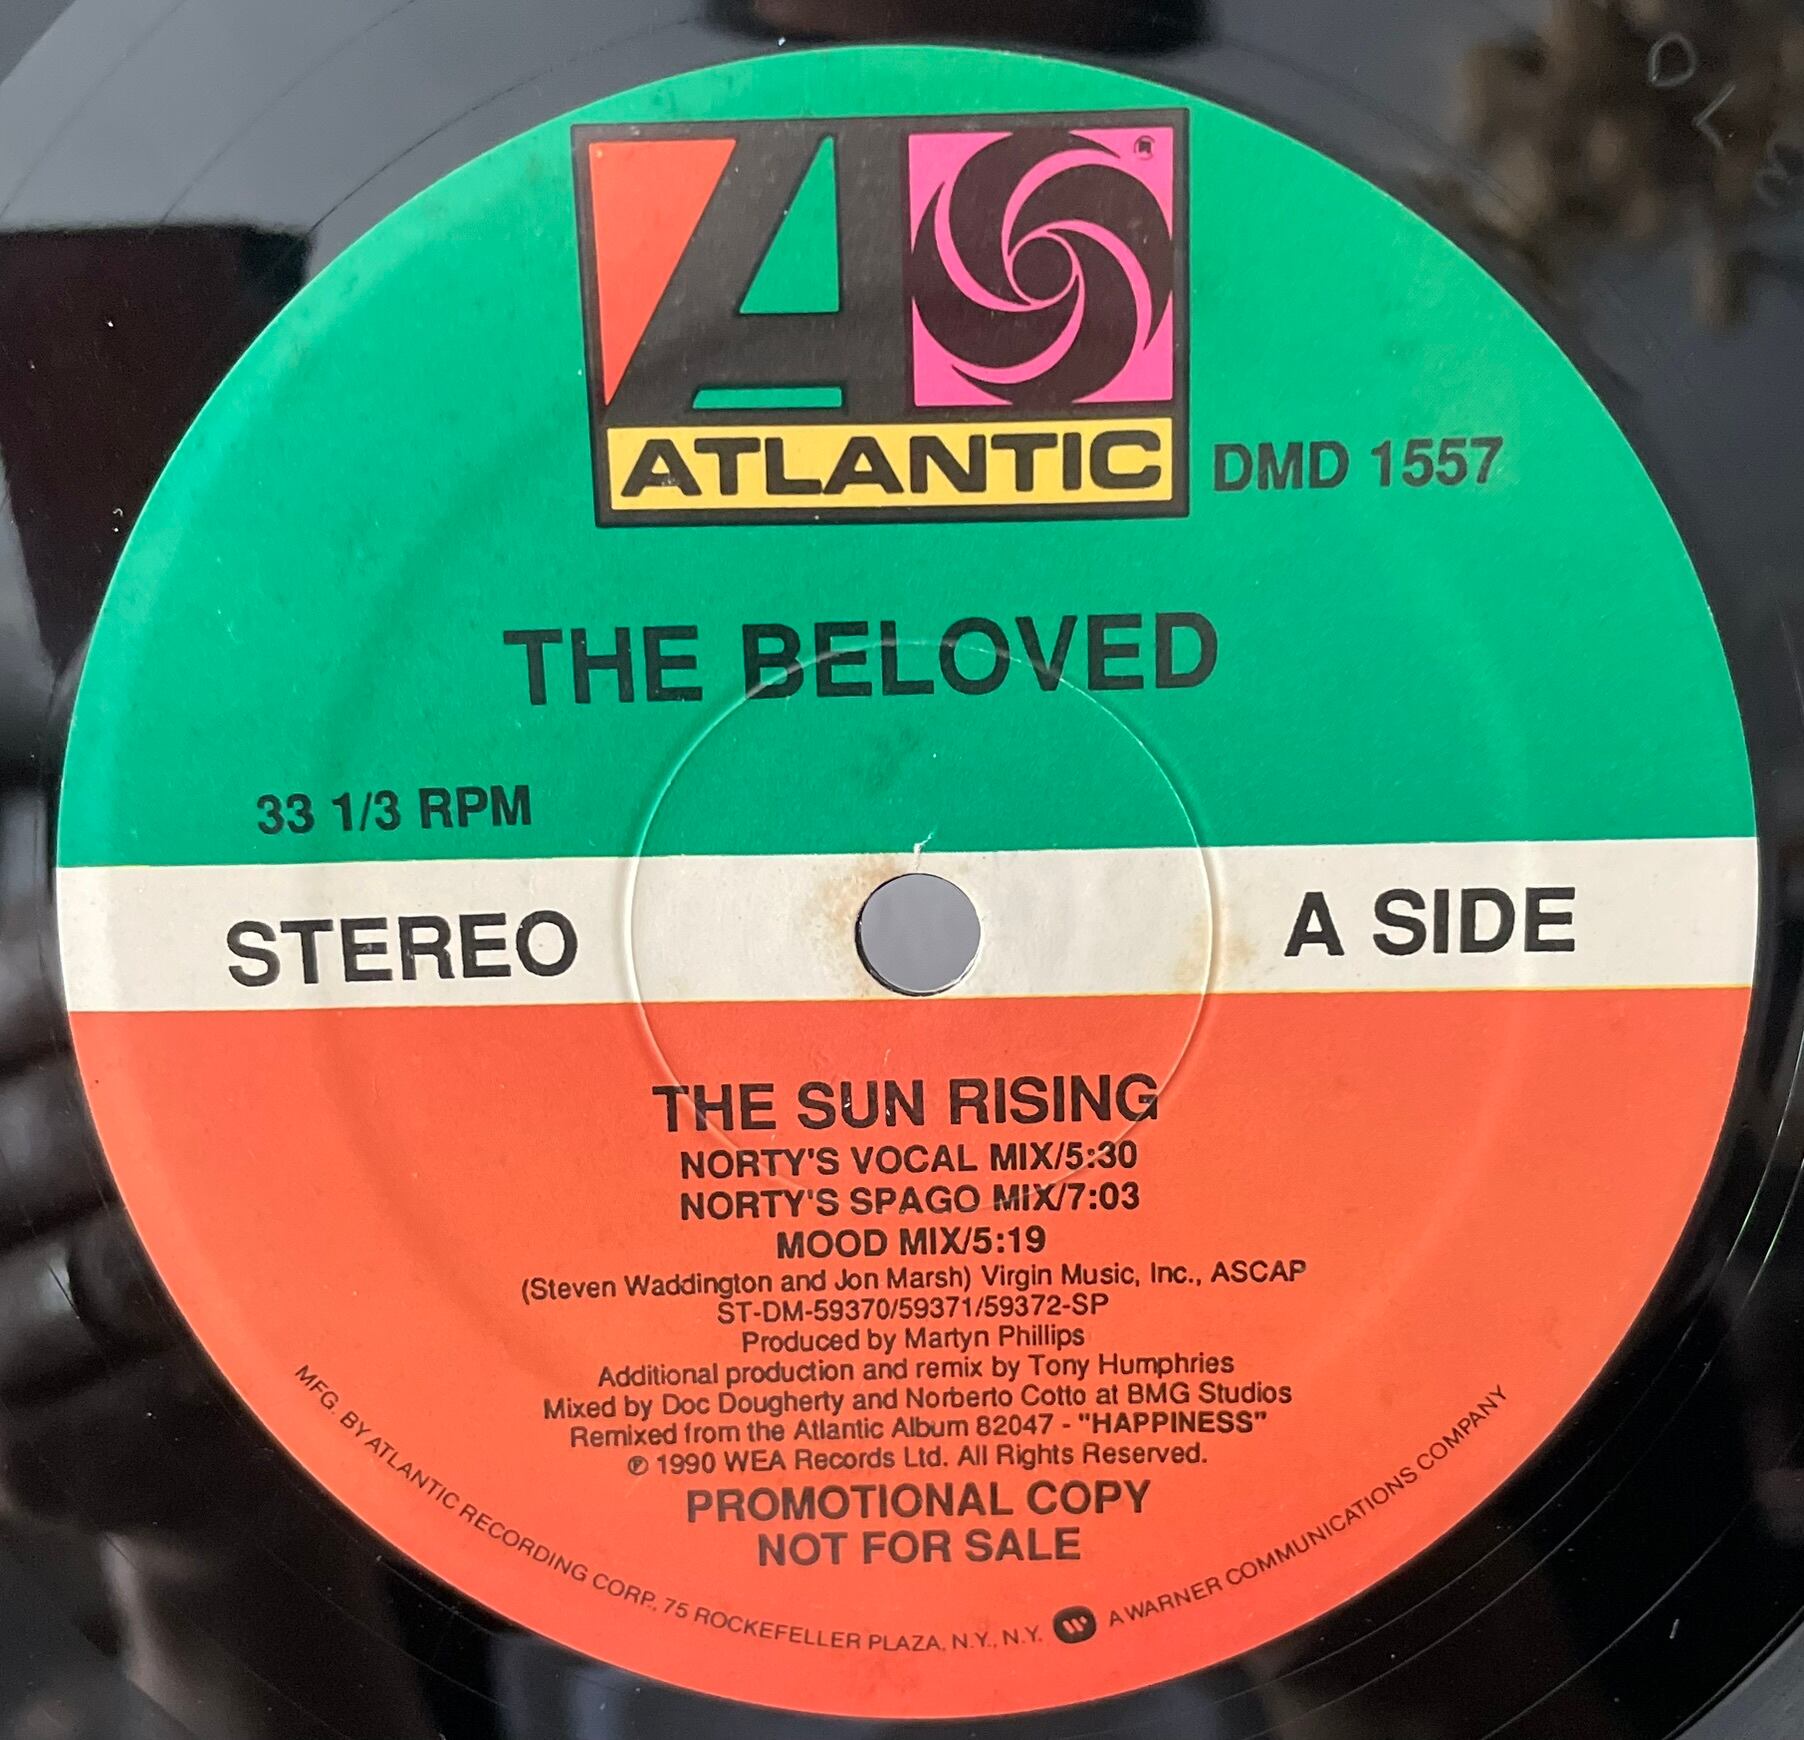 ATLANTIC
DMD 1557
THE BELOVED
33 1/3 RPM
STEREO
A SIDE
THE SUN RISING
NORTY'S VOCAL MIX/5:30
NORTY'S SPAGO MIX/7:03
MOOD MIX/5:19
(Steven Waddington and Jon Marsh) Virgin Music, Inc., ASCAP
ST-DM-59370/59371/59372-SP
Produced by Martyn Phillips
Additional production and remix by Tony Humphries
Mixed by Doc Dougherty and Norberto Cotto at BMG Studios
Remixed from the Atlantic Album 82047 - "HAPPINESS"
℗ 1990 WEA Records Ltd. All Rights Reserved.
PROMOTIONAL COPY
NOT FOR SALE
MFG. BY ATLANTIC RECORDING CORP., 75 ROCKEFELLER PLAZA, N.Y., N.Y. A WARNER COMMUNICATIONS COMPANY